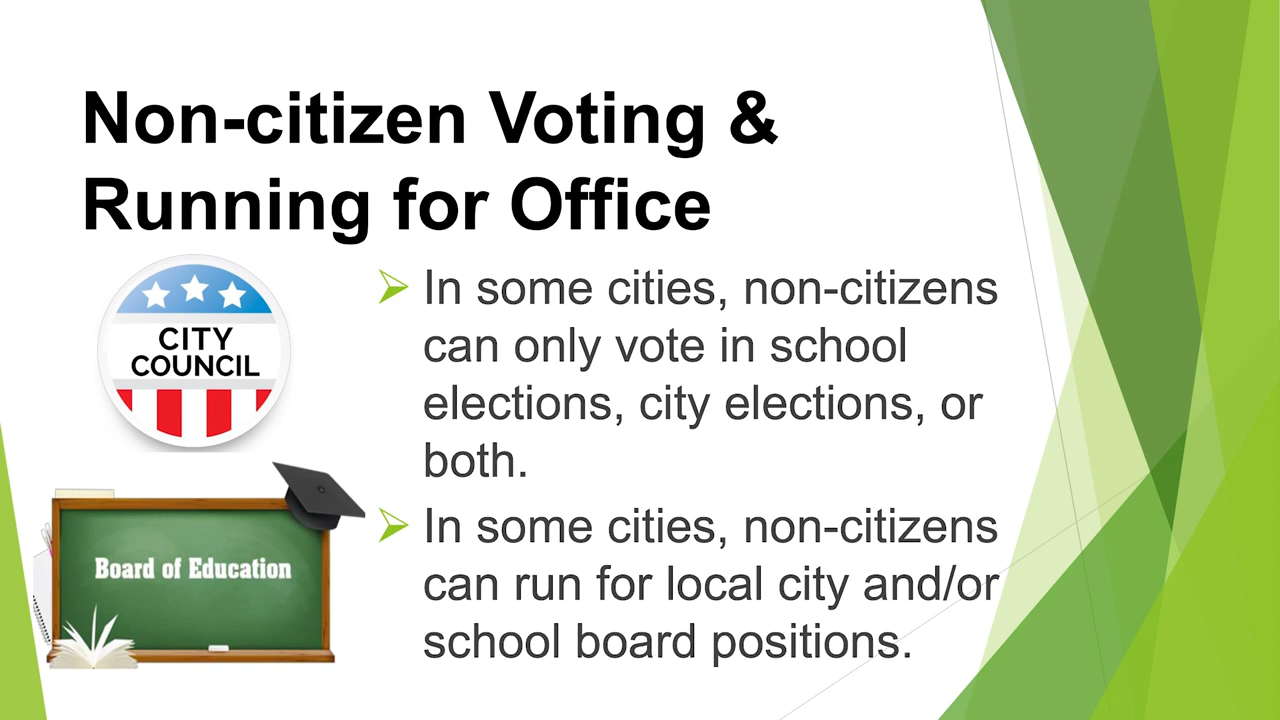 Non-citizen Voting &
Running for Office
CITY
COUNCIL
Board of Education
In some cities, non-citizens
can only vote in school
elections, city elections, or
both.
In some cities, non-citizens
can run for local city and/or
school board positions.